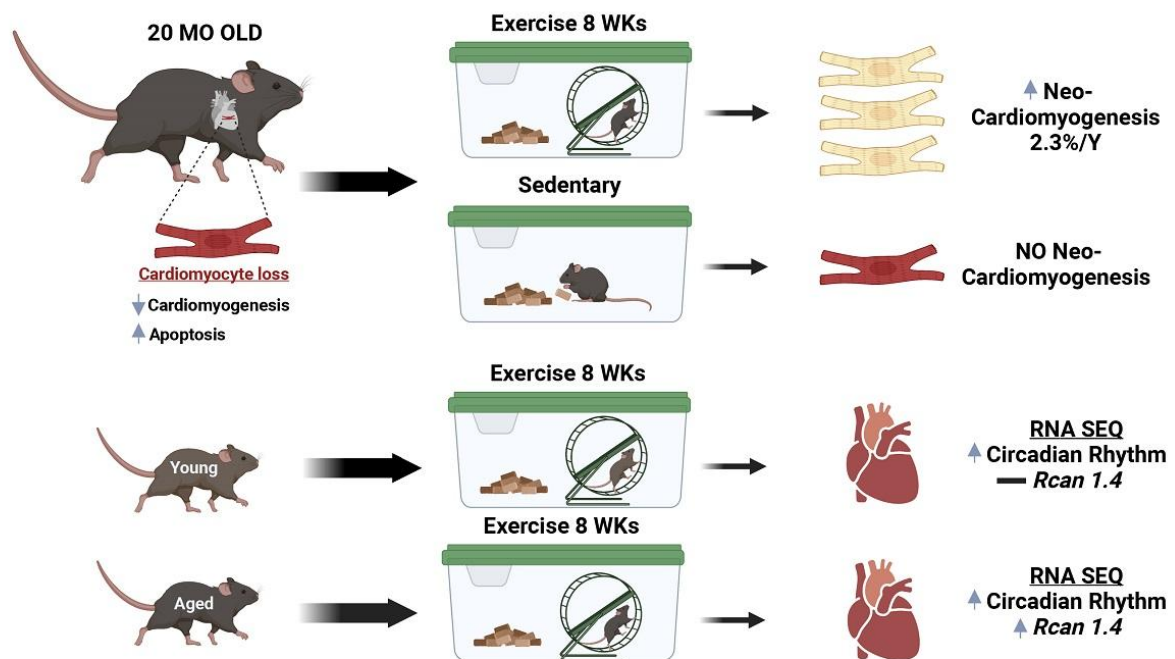 20 MO OLD
Cardiomyocyte loss
Cardiomyogenesis
Apoptosis
Exercise 8 WKs
Neo-
Cardiomyogenesis
2.3%/Y
Sedentary
NO Neo-
Cardiomyogenesis
Young
Exercise 8 WKs
RNA SEQ
Circadian Rhythm
Rcan 1.4
Aged
Exercise 8 WKs
RNA SEQ
Circadian Rhythm
Rcan 1.4